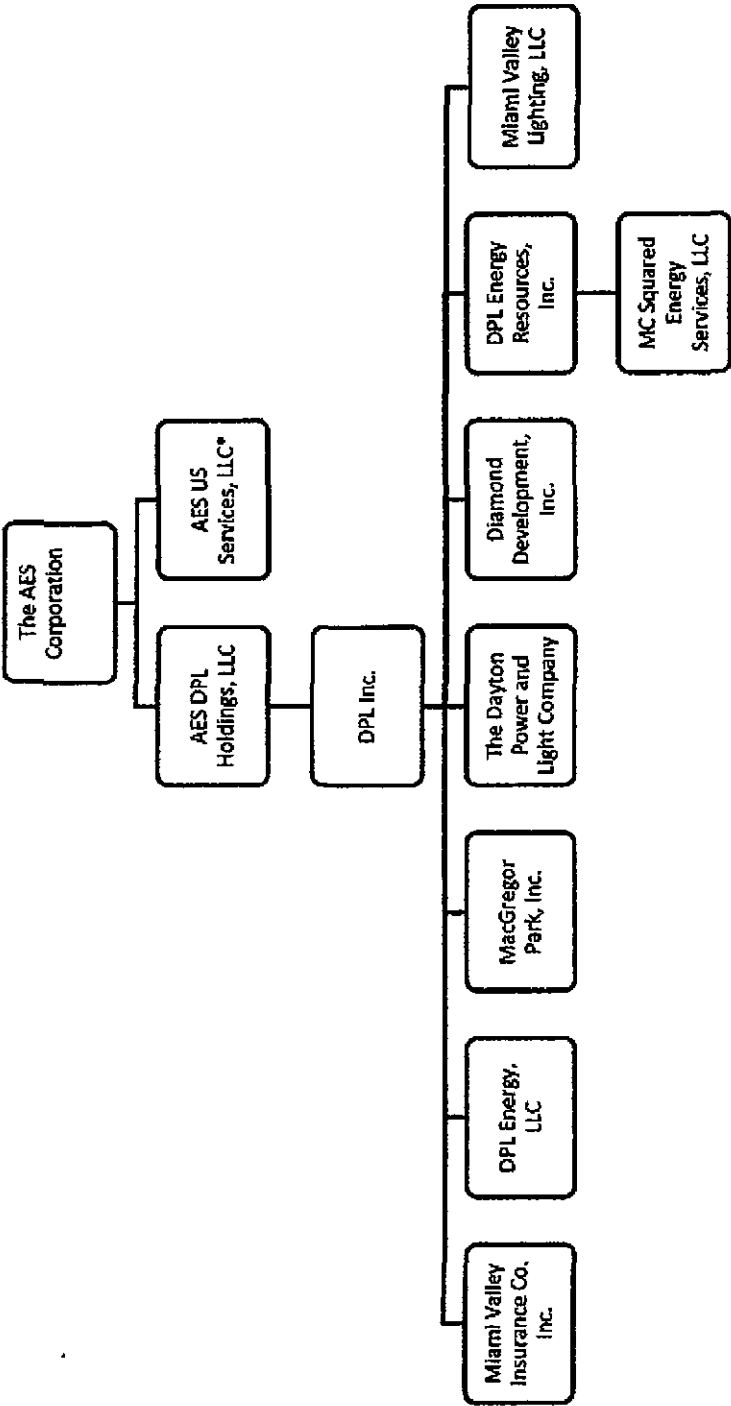 The AES
Corporation
AES DPL
Holdings, LLC
AES US
Services, LLC*
DPL Inc.
Miami Valley
Insurance Co.
Inc.
DPL Energy,
LLC
MacGregor
Park, Inc.
The Dayton
Power and
Light Company
Diamond
Development,
Inc.
DPL Energy
Resources,
Inc.
Miami Valley
Lighting, LLC
MC Squared
Energy
Services, LLC